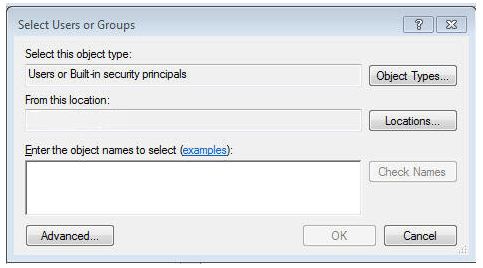 Select Users or Groups
Select this object type:
Users or Built-in security principals
Object Types...
From this location:
Locations...
Enter the object names to select (examples):
Check Names
Advanced...
OK
Cancel